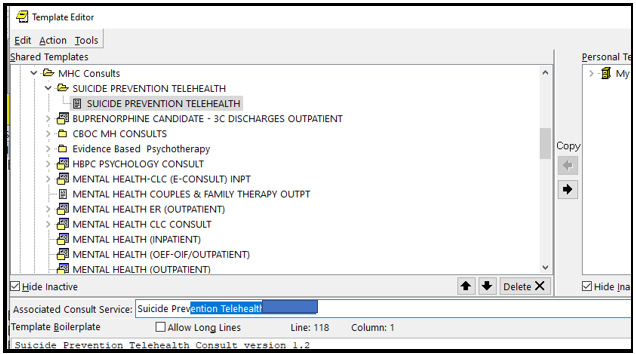 Template Editor
Edit Action Tools
Shared Templates
Personal Te
MHC Consults
My
SUICIDE PREVENTION TELEHEALTH
SUICIDE PREVENTION TELEHEALTH
BUPRENORPHINE CANDIDATE - 3C DISCHARGES OUTPATIENT
CBOC MH CONSULTS
Evidence Based Psychotherapy
Copy
HBPC PSYCHOLOGY CONSULT
MENTAL HEALTH-CLC (E-CONSULT) INPT
MENTAL HEALTH COUPLES & FAMILY THERAPY OUTPT
MENTAL HEALTH ER (OUTPATIENT)
MENTAL HEALTH CLC CONSULT
MENTAL HEALTH (INPATIENT)
MENTAL HEALTH (OEF-OIF/OUTPATIENT)
MENTAL HEALTH (OUTPATIENT)
Hide Inactive
Delete X
Hide Ina
Associated Consult Service: Suicide Prevention Telehealth
Template Boilerplate Allow Long Lines Line: 118 Column: 1
Suicide Prevention Telehealth Consult version 1.2